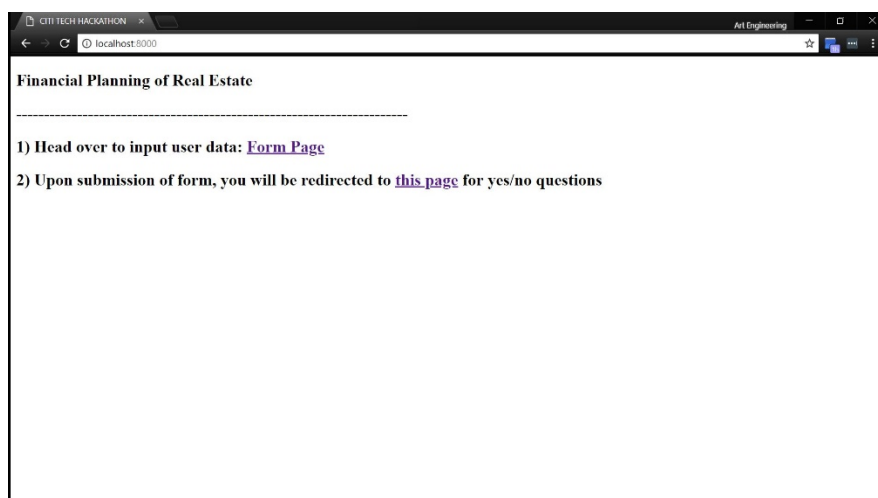 CITI TECH HACKATHON
Art Engineering
localhost:8000
Financial Planning of Real Estate
------------------------------------------------------------------------
1) Head over to input user data: Form Page
2) Upon submission of form, you will be redirected to this page for yes/no questions